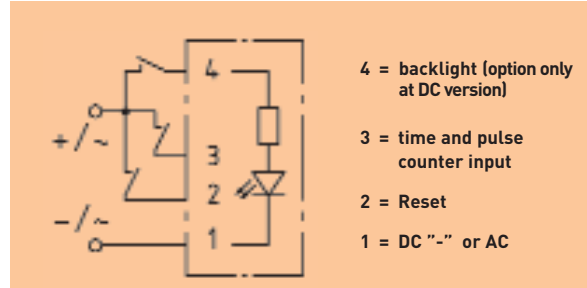 4
+/~
3
2
-/~
1
4 = backlight (option only
at DC version)
3 = time and pulse
counter input
2 = Reset
1 = DC "-" or AC